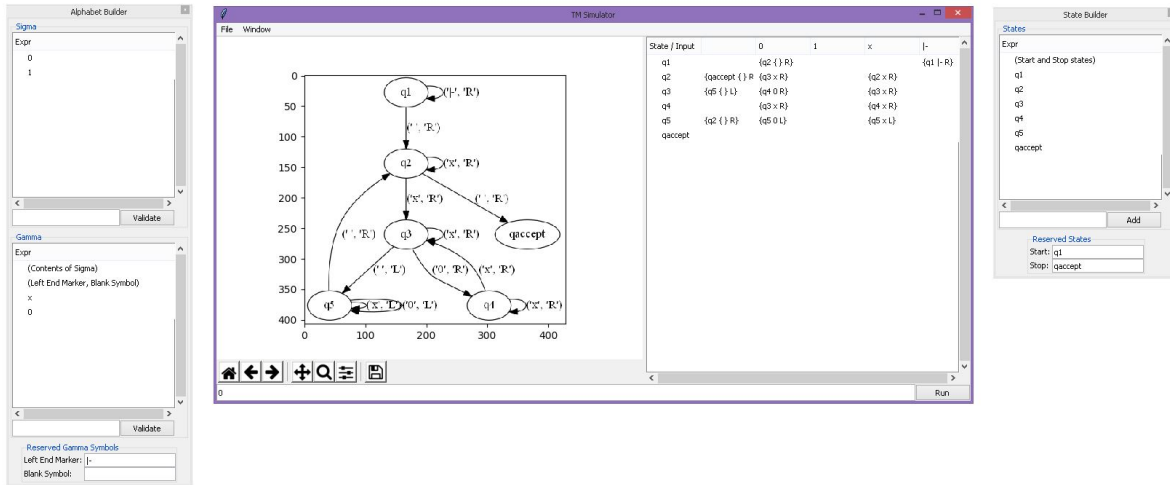 Alphabet Builder
Sigma
Expr
0
1
Validate
Gamma
Expr
(Contents of Sigma)
(Left End Marker, Blank Symbol)
x
0
Validate
Reserved Gamma Symbols
Left End Marker: |-
Blank Symbol:
TM Simulator
File Window
0
50
100
150
200
250
300
350
400
0 100 200 300 400
q1 ('|-', 'R')
(' ', 'R')
q2 ('x', 'R')
('x', 'R') (' ', 'R')
(' ', 'R') q3 ('x', 'R') qaccept
(' ', 'L') ('0', 'R') ('x', 'R')
q5 ('x', 'L') ('0', 'L') q4 ('x', 'R')
State / Input 0 1 x |-
q1 {q2 { } R} {q1 |- R}
q2 {qaccept { } R {q3 x R} {q2 x R}
q3 {q5 { } L} {q4 0 R} {q3 x R}
q4 {q3 x R} {q4 x R}
q5 {q2 { } R} {q5 0 L} {q5 x L}
qaccept
0
Run
State Builder
States
Expr
(Start and Stop states)
q1
q2
q3
q4
q5
qaccept
Add
Reserved States
Start: q1
Stop: qaccept